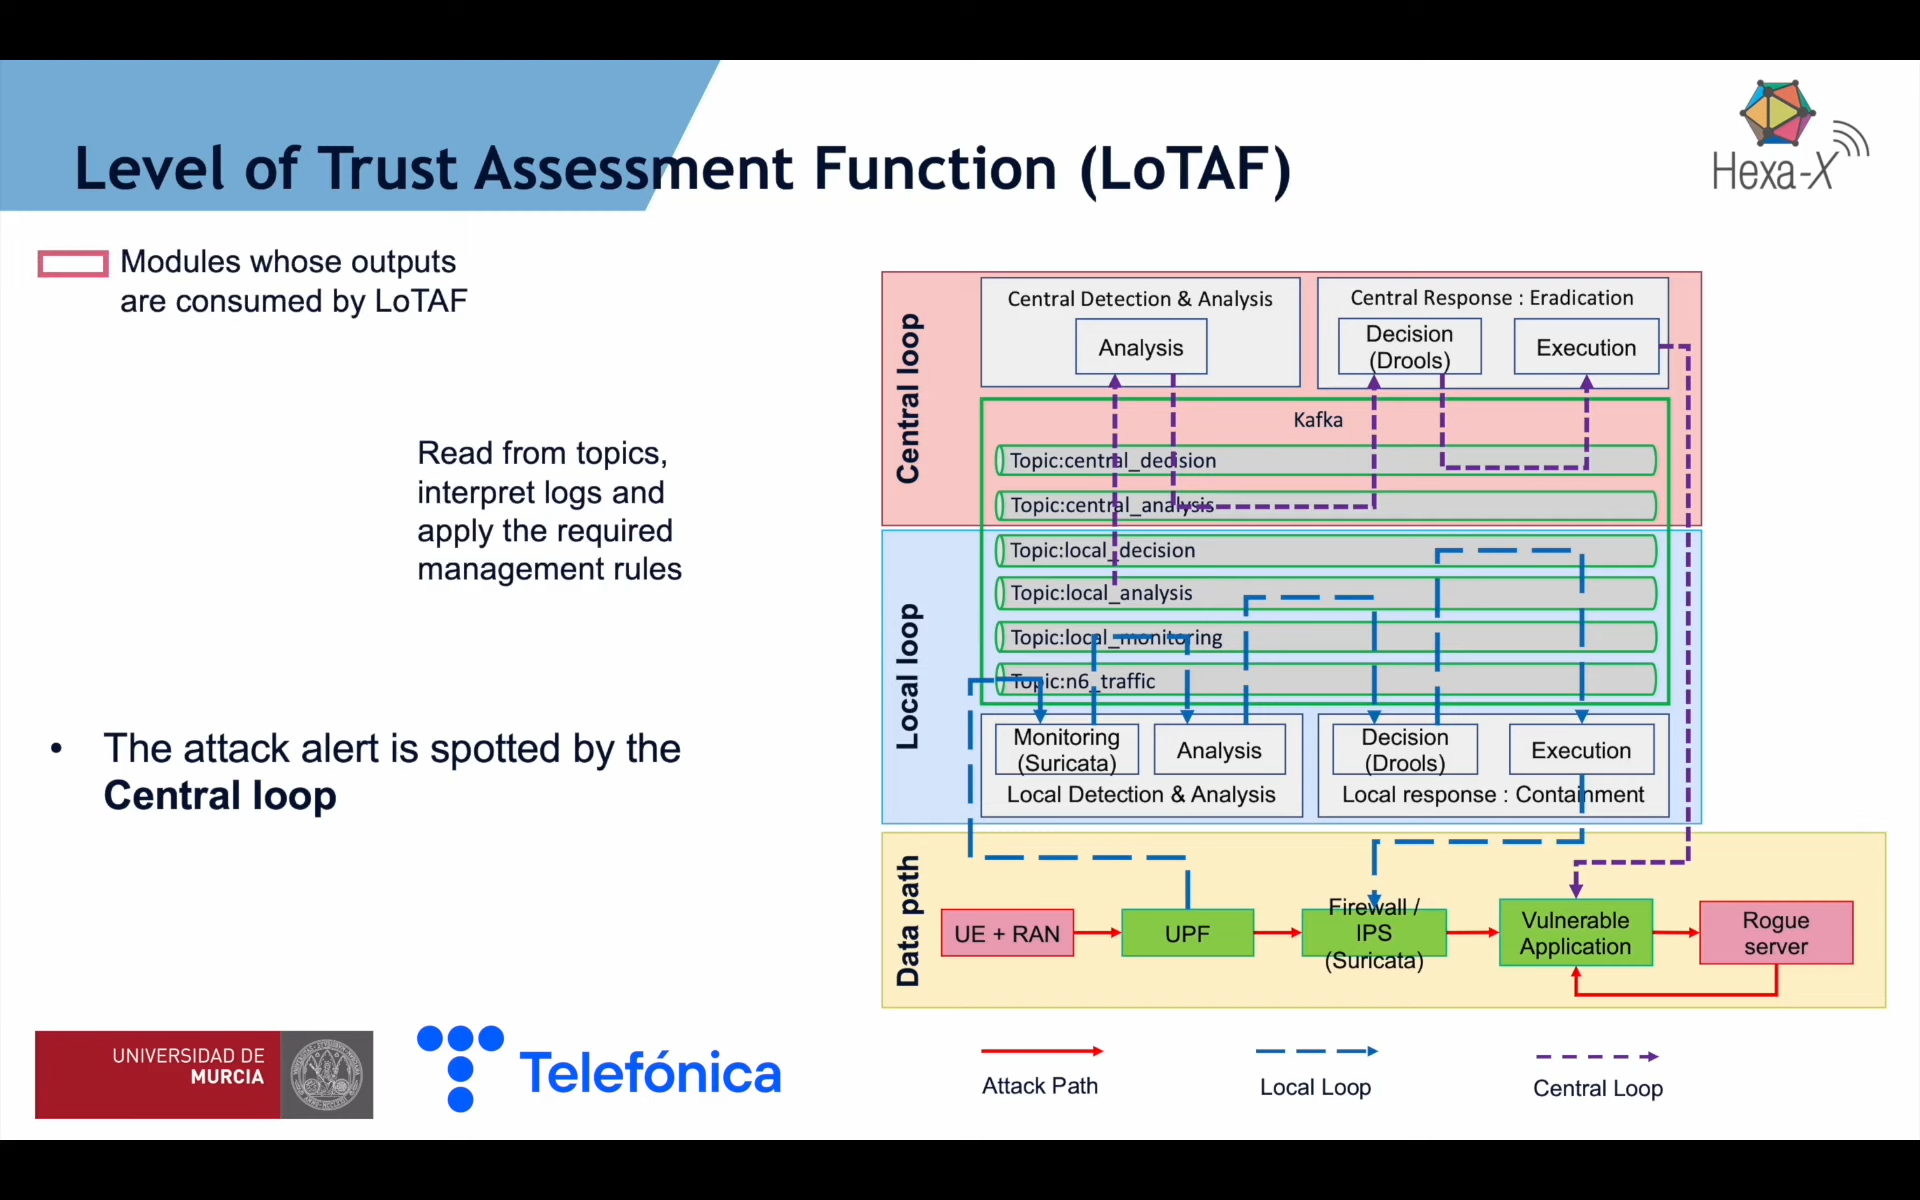 Level of Trust Assessment Function (LoTAF)
Hexa-X
Modules whose outputs
are consumed by LoTAF
Read from topics,
interpret logs and
apply the required
management rules
• The attack alert is spotted by the
Central loop
UNIVERSIDAD DE
MURCIA
Telefónica
Central loop
Central Detection & Analysis
Analysis
Central Response : Eradication
Decision
(Drools)
Execution
Kafka
Topic:central_decision
Topic:central_analysis
Local loop
Topic:local_decision
Topic:local_analysis
Topic:local_monitoring
Topic:n6_traffic
Monitoring
(Suricata)
Analysis
Local Detection & Analysis
Decision
(Drools)
Execution
Local response : Containment
Data path
UE + RAN
UPF
Firewall /
IPS
(Suricata)
Vulnerable
Application
Rogue
server
Attack Path
Local Loop
Central Loop